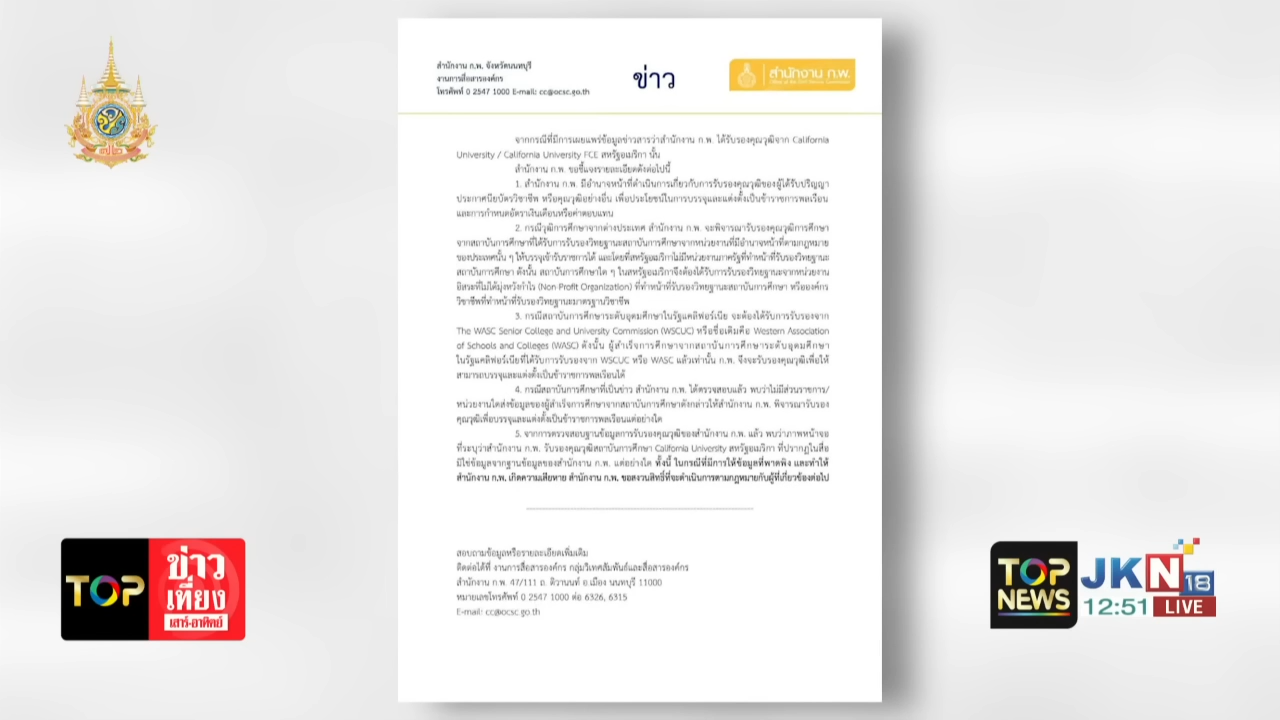 สำนักงาน ก.พ. จังหวัดนนทบุรี
งานการสื่อสารองค์กร
โทรศัพท์ 0 2547 1000 E-mail: cc@ocsc.go.th
ข่าว
สำนักงาน ก.พ.
จากกรณีที่มีการเผยแพร่ข้อมูลข่าวสารว่าสำนักงาน ก.พ. ได้รับรองคุณวุฒิจาก California
University / California University FCE สหรัฐอเมริกา นั้น
สำนักงาน ก.พ. ขอชี้แจงรายละเอียดดังต่อไปนี้
1. สำนักงาน ก.พ. มีอำนาจหน้าที่ดำเนินการเกี่ยวกับการรับรองคุณวุฒิของผู้ได้รับปริญญา
ประกาศนียบัตรวิชาชีพ หรือคุณวุฒิอย่างอื่น เพื่อประโยชน์ในการบรรจุและแต่งตั้งเป็นข้าราชการพลเรือน
และการกำหนดอัตราเงินเดือนหรือค่าตอบแทน
2. กรณีวุฒิการศึกษาจากต่างประเทศ สำนักงาน ก.พ. จะพิจารณารับรองคุณวุฒิการศึกษา
จากสถาบันการศึกษาที่ได้รับการรับรองวิทยฐานะสถาบันการศึกษาจากหน่วยงานที่มีอำนาจหน้าที่ตามกฎหมาย
ของประเทศนั้น ๆ ให้บรรจุเข้ารับราชการได้ และโดยที่สหรัฐอเมริกาไม่มีหน่วยงานภาครัฐที่ทำหน้าที่รับรองวิทยฐานะ
สถาบันการศึกษา ดังนั้น สถาบันการศึกษาใด ๆ ในสหรัฐอเมริกาจึงต้องได้รับการรับรองวิทยฐานะจากหน่วยงาน
อิสระที่ไม่ได้มุ่งหวังกำไร (Non-Profit Organization) ที่ทำหน้าที่รับรองวิทยฐานะสถาบันการศึกษา หรือองค์กร
วิชาชีพที่ทำหน้าที่รับรองวิทยฐานะมาตรฐานวิชาชีพ
3. กรณีสถาบันการศึกษาระดับอุดมศึกษาในรัฐแคลิฟอร์เนีย จะต้องได้รับการรับรองจาก
The WASC Senior College and University Commission (WSCUC) หรือชื่อเดิมคือ Western Association
of Schools and Colleges (WASC) ดังนั้น ผู้สำเร็จการศึกษาจากสถาบันการศึกษาระดับอุดมศึกษา
ในรัฐแคลิฟอร์เนียที่ได้รับการรับรองจาก WSCUC หรือ WASC แล้วเท่านั้น ก.พ. จึงจะรับรองคุณวุฒิเพื่อให้
สามารถบรรจุและแต่งตั้งเป็นข้าราชการพลเรือนได้
4. กรณีสถาบันการศึกษาที่เป็นข่าว สำนักงาน ก.พ. ได้ตรวจสอบแล้ว พบว่าไม่มีส่วนราชการ/
หน่วยงานใดส่งข้อมูลของผู้สำเร็จการศึกษาจากสถาบันการศึกษาดังกล่าวให้สำนักงาน ก.พ. พิจารณารับรอง
คุณวุฒิเพื่อบรรจุและแต่งตั้งเป็นข้าราชการพลเรือนแต่อย่างใด
5. จากการตรวจสอบฐานข้อมูลการรับรองคุณวุฒิของสำนักงาน ก.พ. แล้ว พบว่าภาพหน้าจอ
ที่ระบุว่าสำนักงาน ก.พ. รับรองคุณวุฒิสถาบันการศึกษา California University สหรัฐอเมริกา ที่ปรากฏในสื่อ
มิใช่ข้อมูลจากฐานข้อมูลของสำนักงาน ก.พ. แต่อย่างใด ทั้งนี้ ในกรณีที่มีการให้ข้อมูลที่พาดพิง และทำให้
สำนักงาน ก.พ. เกิดความเสียหาย สำนักงาน ก.พ. ขอสงวนสิทธิ์ที่จะดำเนินการตามกฎหมายกับผู้ที่เกี่ยวข้องต่อไป
สอบถามข้อมูลหรือรายละเอียดเพิ่มเติม
ติดต่อได้ที่ งานการสื่อสารองค์กร กลุ่มวิเทศสัมพันธ์และสื่อสารองค์กร
สำนักงาน ก.พ. 47/111 ถ. ติวานนท์ อ.เมือง นนทบุรี 11000
หมายเลขโทรศัพท์ 0 2547 1000 ต่อ 6326, 6315
E-mail: cc@ocsc.go.th
TOP ข่าว
เที่ยง
เสาร์-อาทิตย์
TOP
NEWS
JKN18
12:51 LIVE